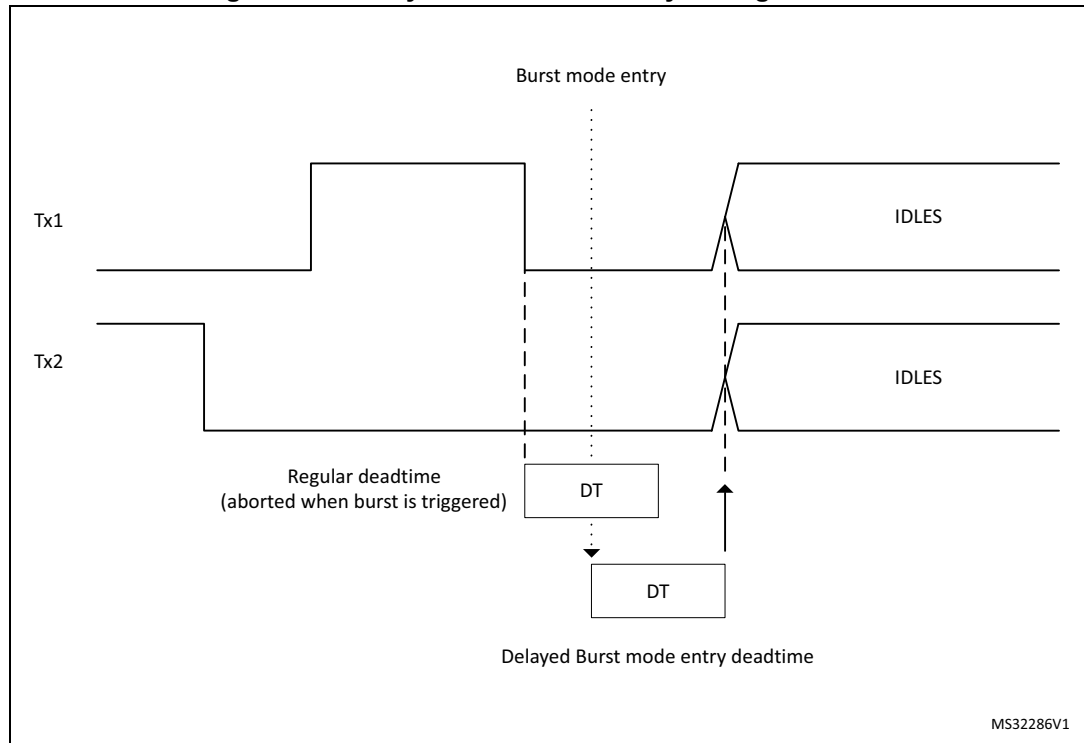 Burst mode entry
Tx1
IDLES
Tx2
IDLES
Regular deadtime
(aborted when burst is triggered)
DT
DT
Delayed Burst mode entry deadtime
MS32286V1